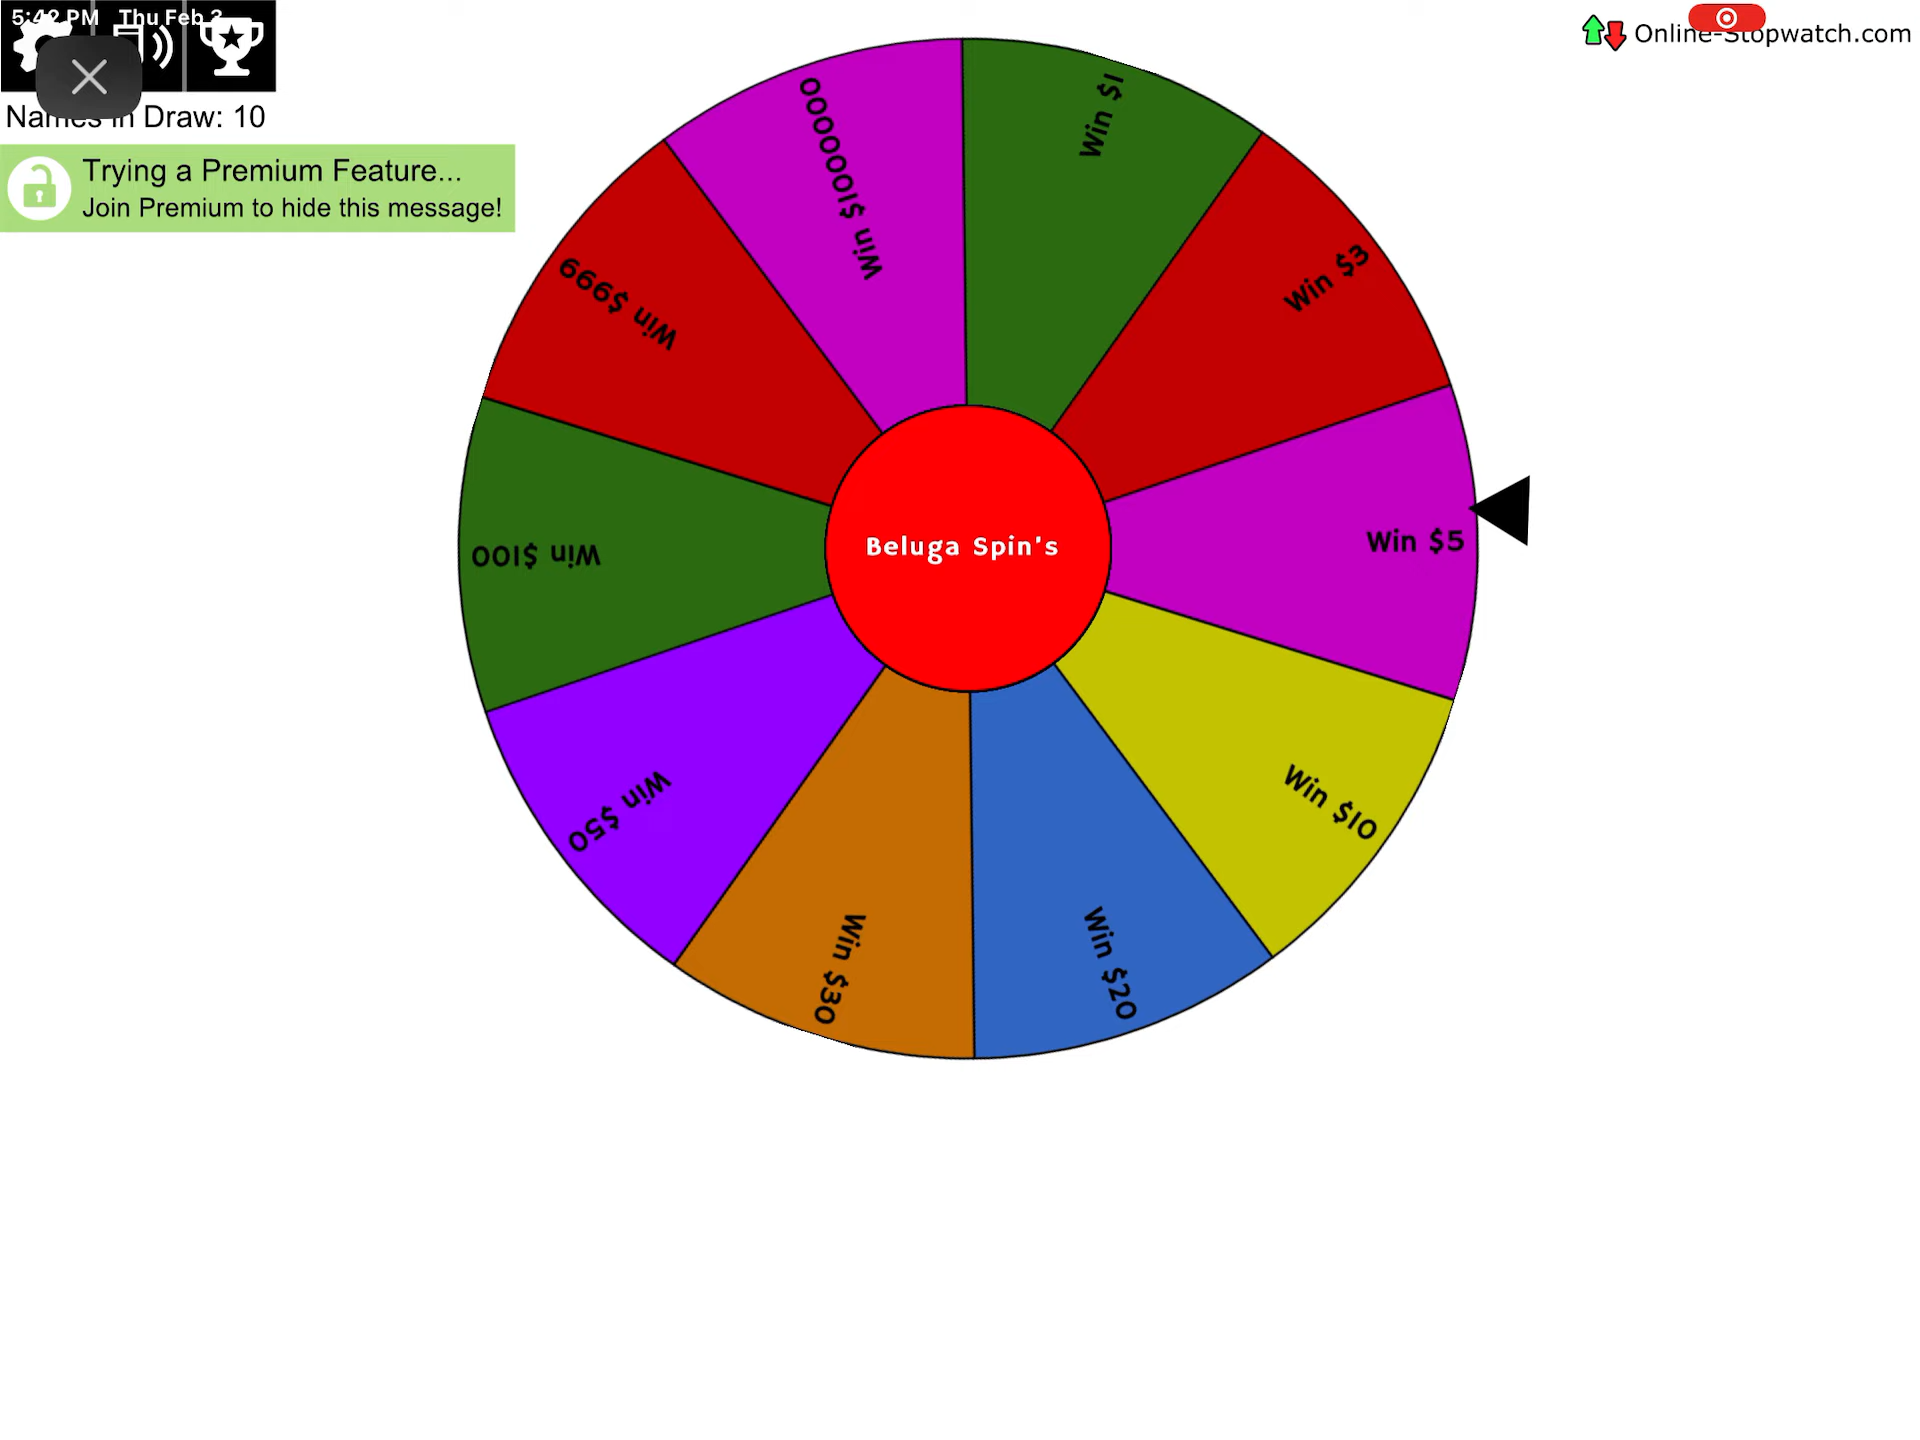 5:42 PM Thu Feb 3
Names in Draw: 10
Trying a Premium Feature...
Join Premium to hide this message!
Online-Stopwatch.com
Win $1
Win $3
Win $5
Win $10
Win $20
Win $30
Win $50
Win $100
Win $999
Win $1000000
Beluga Spin's